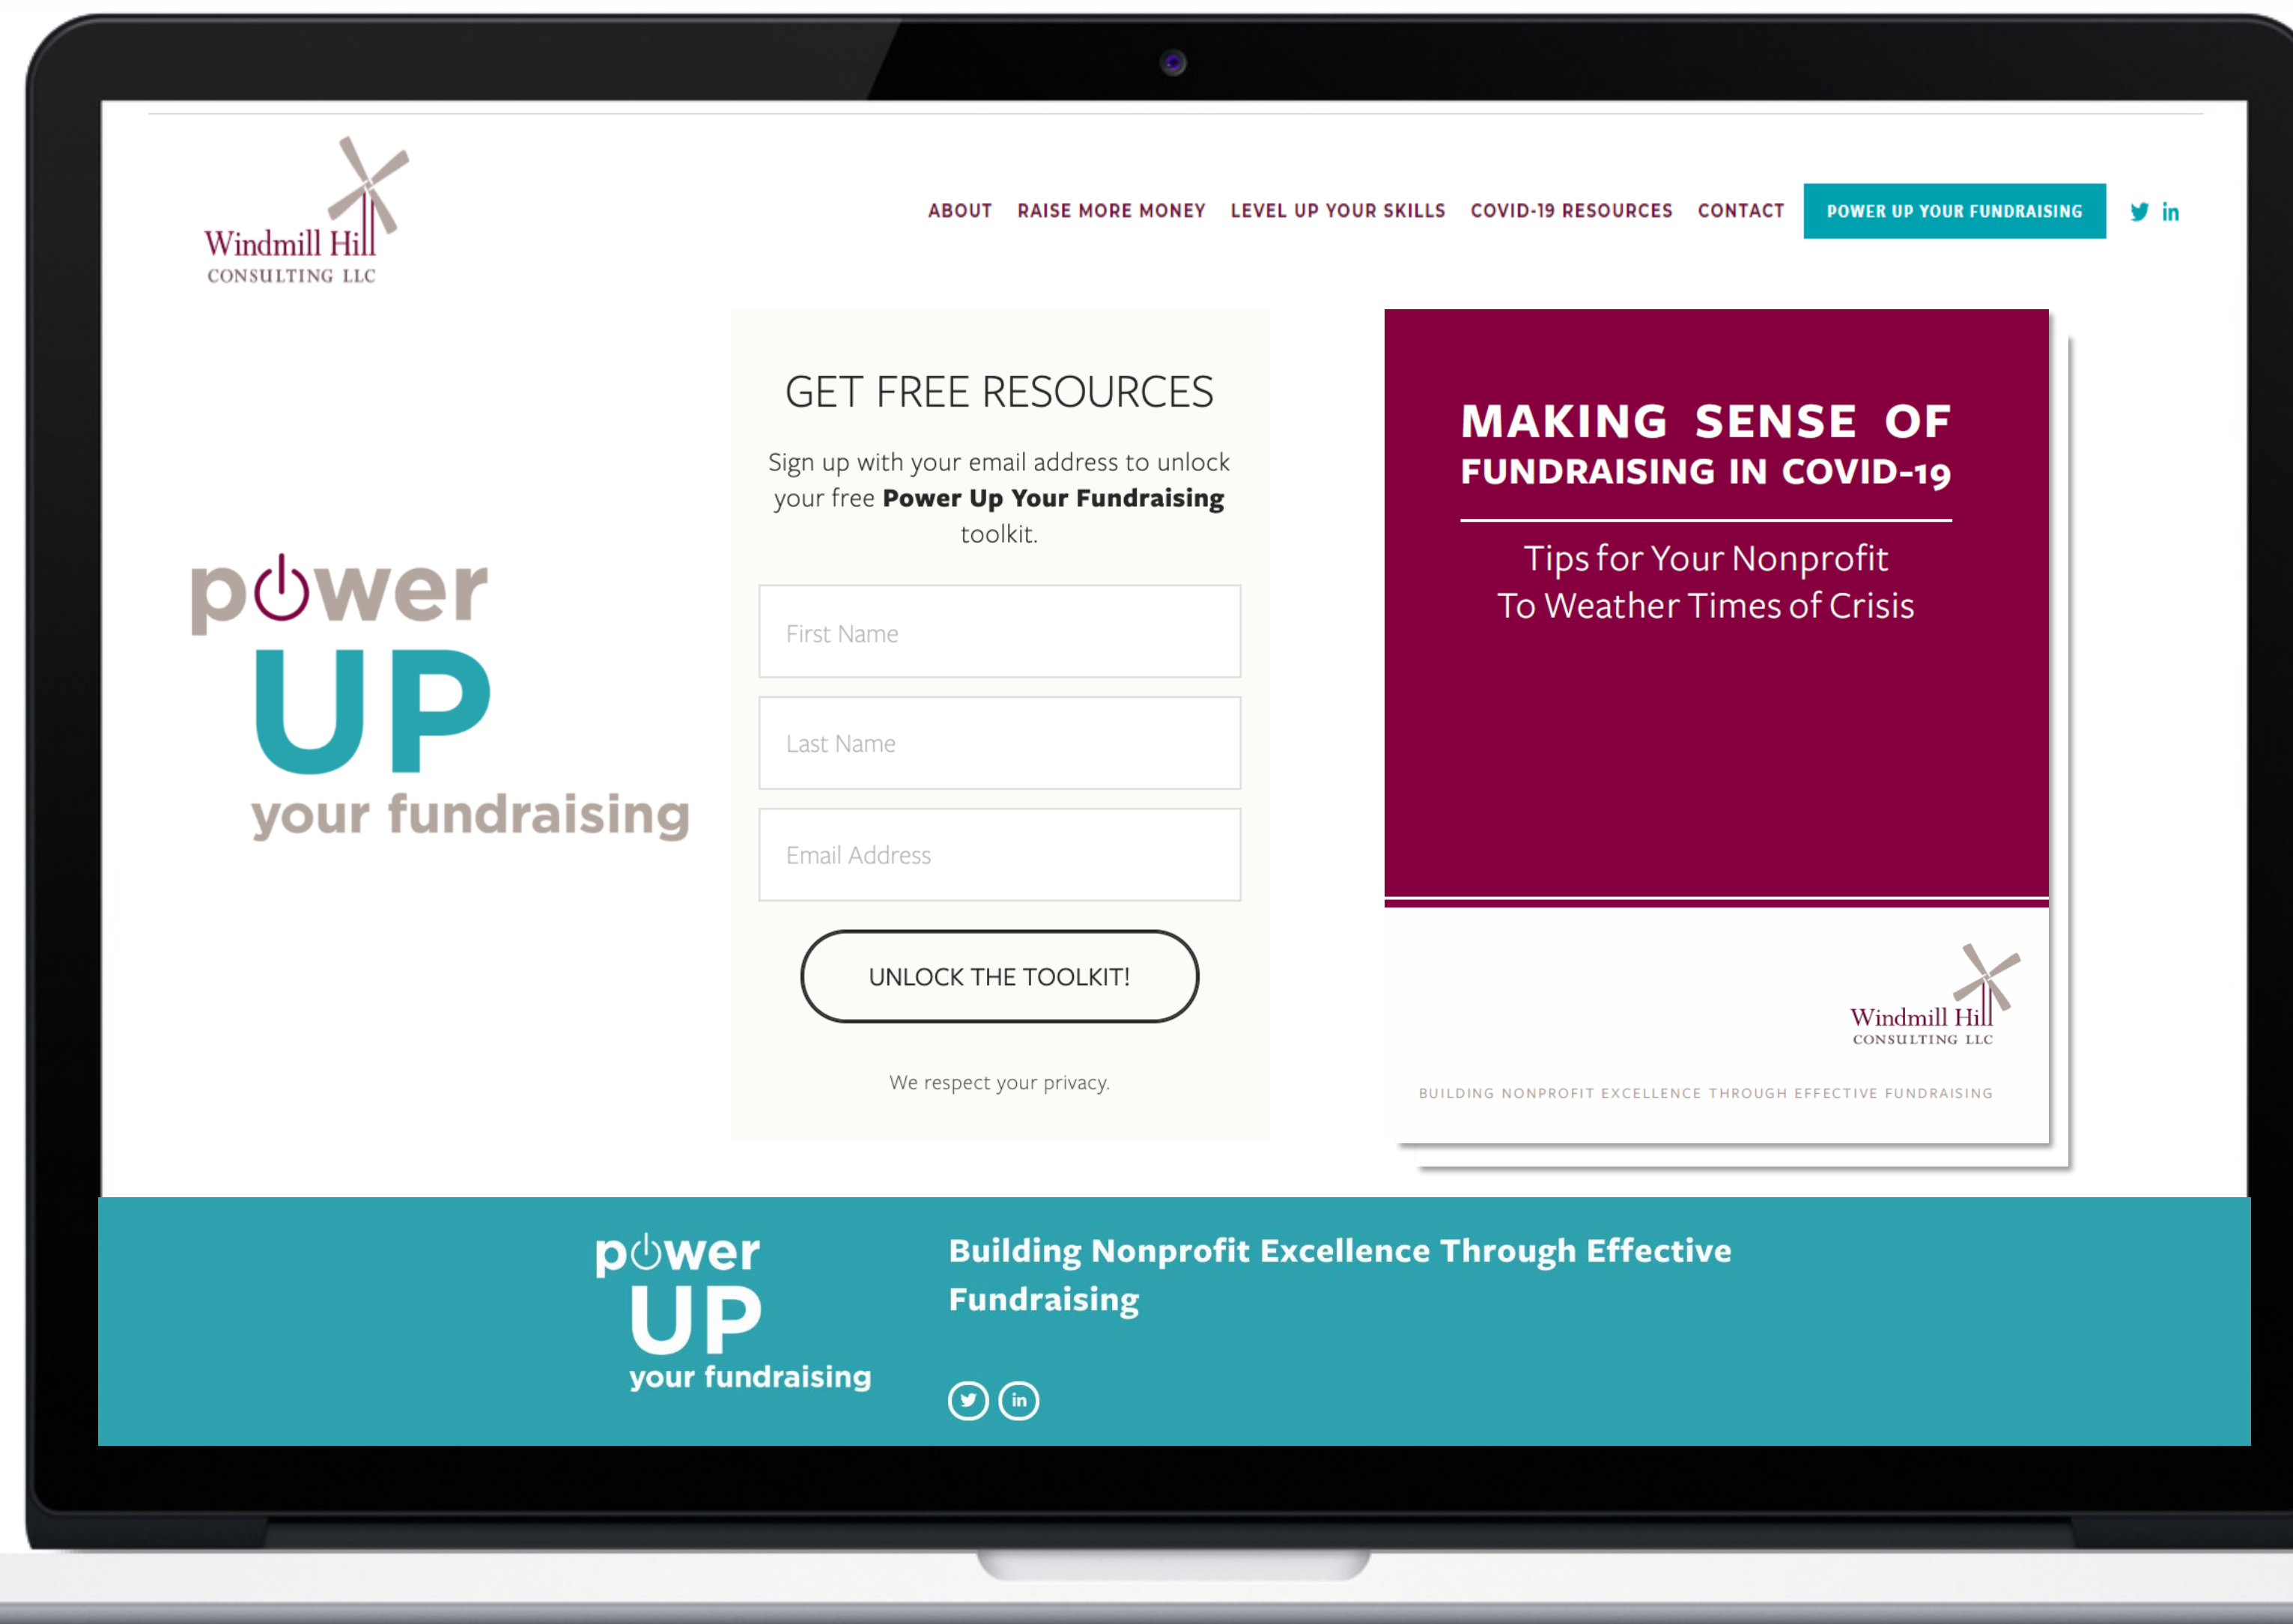 Windmill Hill
CONSULTING LLC
ABOUT RAISE MORE MONEY LEVEL UP YOUR SKILLS COVID-19 RESOURCES CONTACT POWER UP YOUR FUNDRAISING
power
UP
your fundraising
GET FREE RESOURCES
Sign up with your email address to unlock
your free Power Up Your Fundraising
toolkit.
First Name
Last Name
Email Address
UNLOCK THE TOOLKIT!
We respect your privacy.
MAKING SENSE OF
FUNDRAISING IN COVID-19
Tips for Your Nonprofit
To Weather Times of Crisis
Windmill Hill
CONSULTING LLC
BUILDING NONPROFIT EXCELLENCE THROUGH EFFECTIVE FUNDRAISING
power
UP
your fundraising
Building Nonprofit Excellence Through Effective
Fundraising